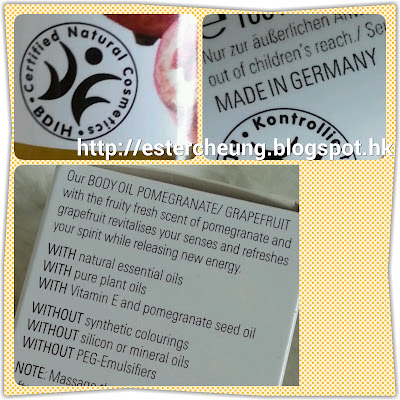 Certified Natural Cosmetics
BDIH
100
Nur zur äußerlichen
out of children's reach./
MADE IN GERMANY
Kontrolli
http://estercheung.blogspot.hk
Our BODY OIL POMEGRANATE/ GRAPEFRUIT
with the fruity fresh scent of pomegranate and
grapefruit revitalises your senses and refreshes
your spirit while releasing new energy.
WITH natural essential oils
WITH pure plant oils
WITH Vitamin E and pomegranate seed oil
WITHOUT synthetic colourings
WITHOUT silicon or mineral oils
WITHOUT PEG-Emulsifiers
NOTE: Massage